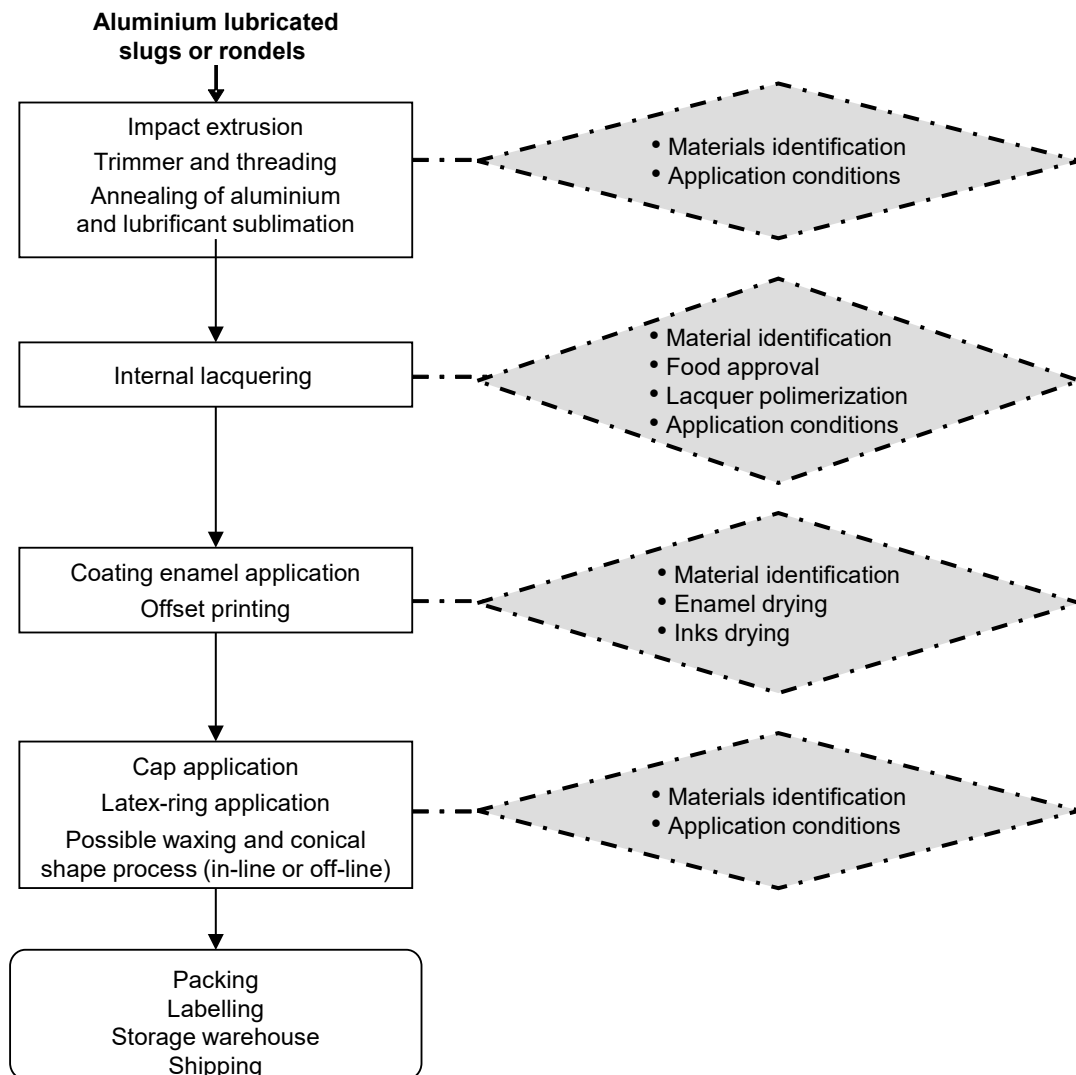 Aluminium lubricated
slugs or rondels
Impact extrusion
Trimmer and threading
Annealing of aluminium
and lubrificant sublimation
• Materials identification
• Application conditions
Internal lacquering
• Material identification
• Food approval
• Lacquer polimerization
• Application conditions
Coating enamel application
Offset printing
• Material identification
• Enamel drying
• Inks drying
Cap application
Latex-ring application
Possible waxing and conical
shape process (in-line or off-line)
• Materials identification
• Application conditions
Packing
Labelling
Storage warehouse
Shipping